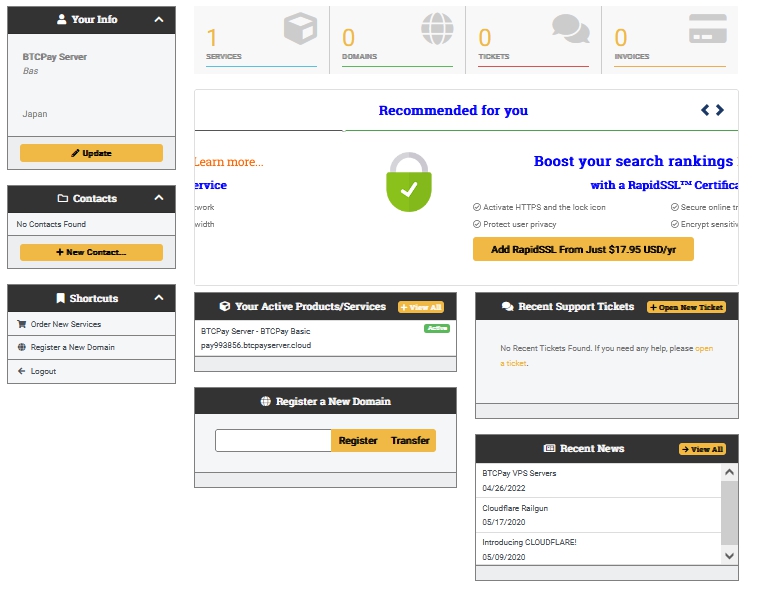 Your Info
BTCPay Server
Bas
Japan
Update
Contacts
No Contacts Found
New Contact...
Shortcuts
Order New Services
Register a New Domain
Logout
1
SERVICES
0
DOMAINS
0
TICKETS
0
INVOICES
Recommended for you
Learn more...
Boost your search rankings
with a RapidSSL™ Certifica
Activate HTTPS and the lock icon
Secure online tr
Protect user privacy
Encrypt sensitiv
Add RapidSSL From Just $17.95 USD/yr
Your Active Products/Services
View All
BTCPay Server - BTCPay Basic
Active
pay993856.btcpayserver.cloud
Register a New Domain
Register
Transfer
Recent Support Tickets
Open New Ticket
No Recent Tickets Found. If you need any help, please open
a ticket.
Recent News
View All
BTCPay VPS Servers
04/26/2022
Cloudflare Railgun
05/17/2020
Introducing CLOUDFLARE!
05/09/2020